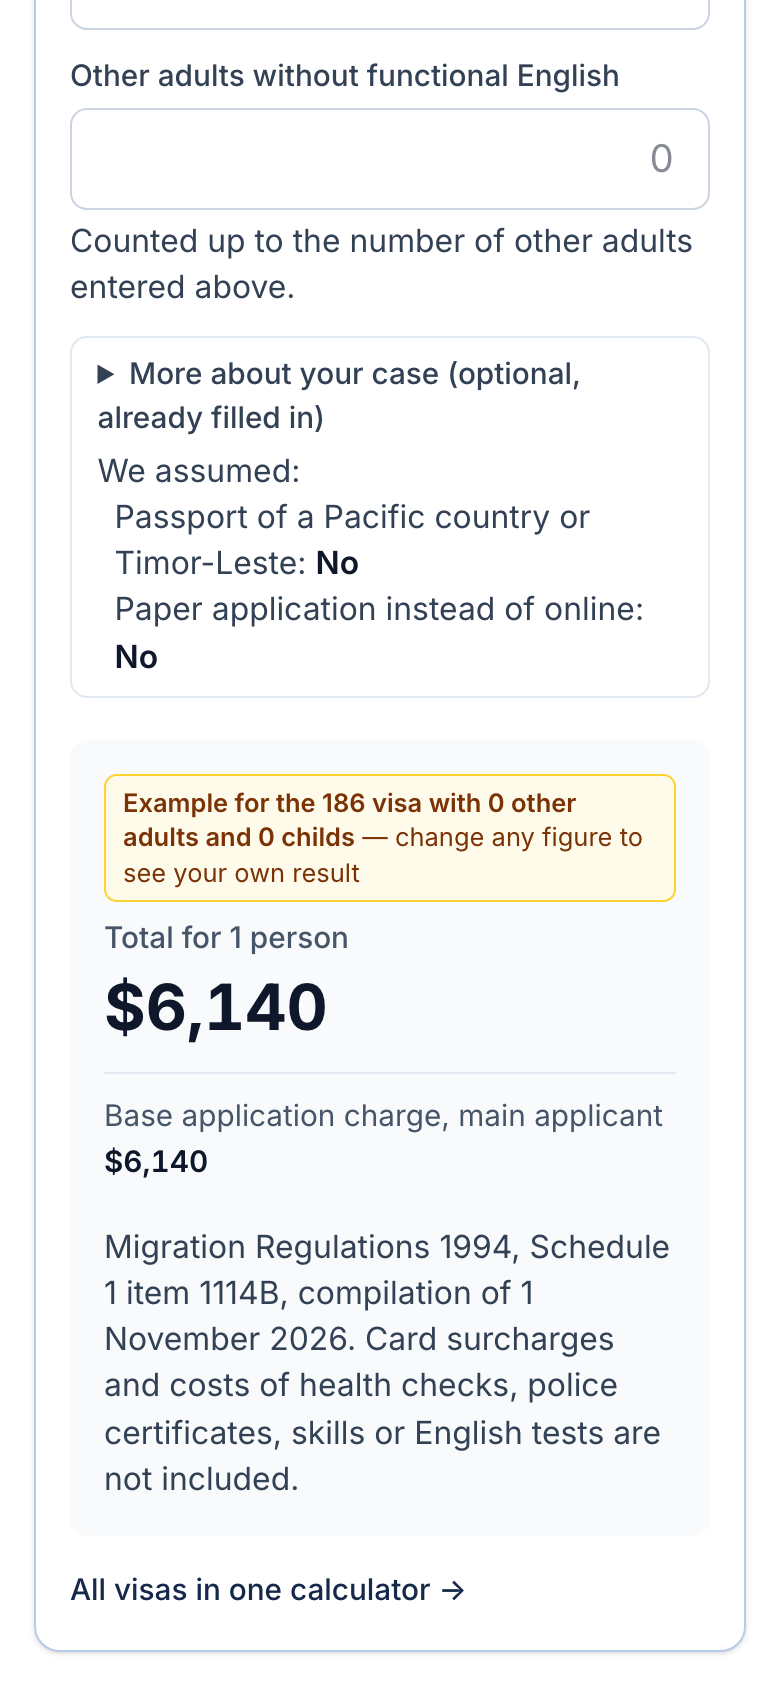 Other adults without functional English
0
Counted up to the number of other adults
entered above.
▶ More about your case (optional,
already filled in)
We assumed:
Passport of a Pacific country or
Timor-Leste: No
Paper application instead of online:
No
Example for the 186 visa with 0 other
adults and 0 childs — change any figure to
see your own result
Total for 1 person
$6,140
Base application charge, main applicant
$6,140
Migration Regulations 1994, Schedule
1 item 1114B, compilation of 1
November 2026. Card surcharges
and costs of health checks, police
certificates, skills or English tests are
not included.
All visas in one calculator →